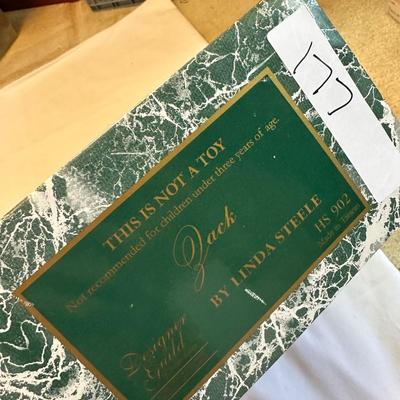 177
THIS IS NOT A TOY
Not recommended for children under three years of age.
Zack
BY LINDA STEELE
HS 902
Made in Taiwan
Designer
Guild